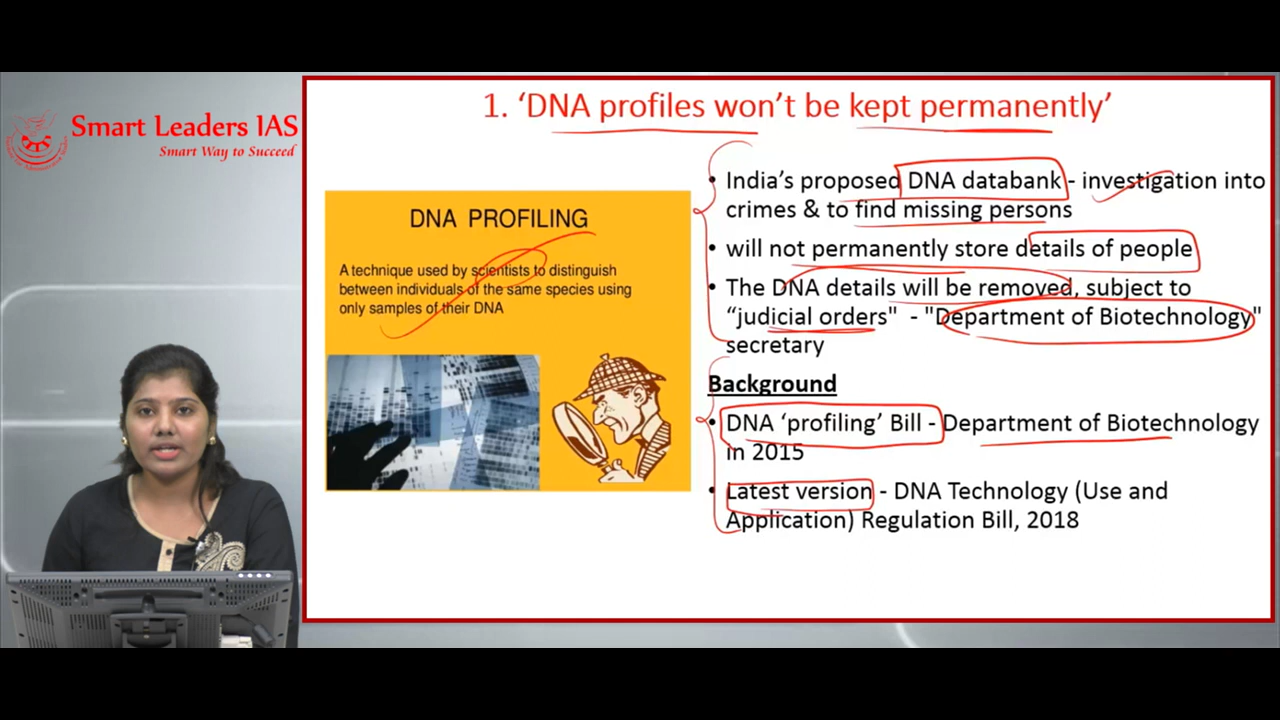 Smart Leaders IAS
Smart Way to Succeed
1. ‘DNA profiles won’t be kept permanently’
DNA PROFILING
A technique used by scientists to distinguish
between individuals of the same species using
only samples of their DNA
• India’s proposed DNA databank - investigation into
crimes & to find missing persons
• will not permanently store details of people
• The DNA details will be removed, subject to
“judicial orders" - "Department of Biotechnology"
secretary
Background
• DNA ‘profiling’ Bill - Department of Biotechnology
in 2015
• Latest version - DNA Technology (Use and
Application) Regulation Bill, 2018